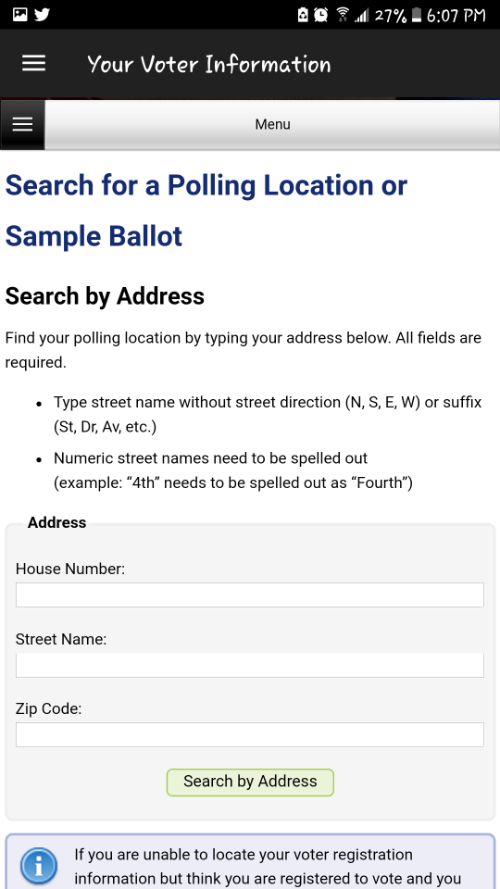 27% 6:07 PM
Your Voter Information
Menu
Search for a Polling Location or
Sample Ballot
Search by Address
Find your polling location by typing your address below. All fields are
required.
• Type street name without street direction (N, S, E, W) or suffix
(St, Dr, Av, etc.)
• Numeric street names need to be spelled out
(example: “4th” needs to be spelled out as “Fourth”)
Address
House Number:
Street Name:
Zip Code:
Search by Address
If you are unable to locate your voter registration
information but think you are registered to vote and you